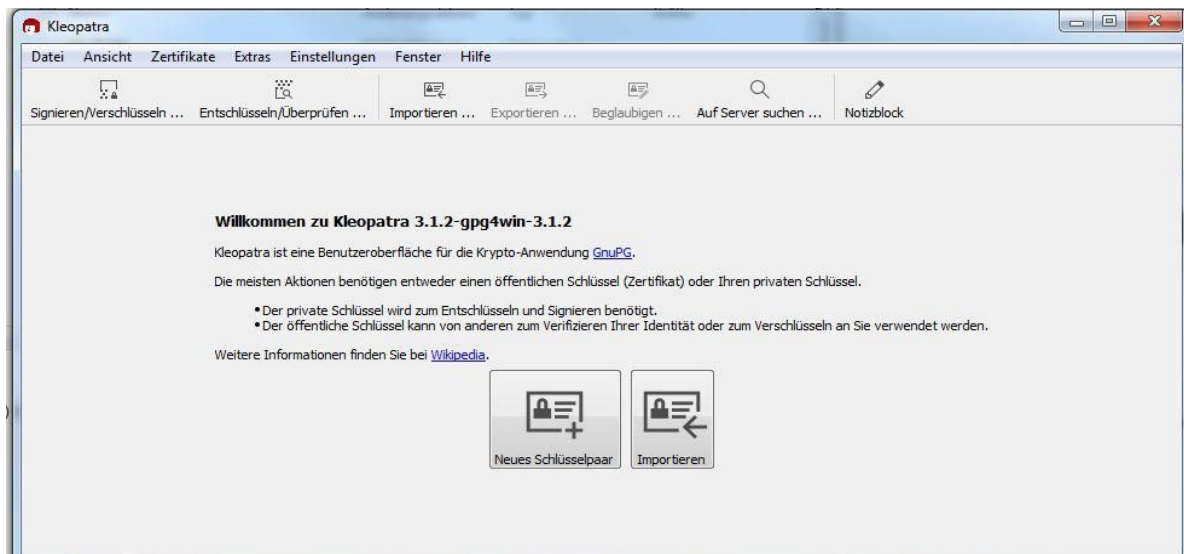 Kleopatra
Datei Ansicht Zertifikate Extras Einstellungen Fenster Hilfe
Signieren/Verschlüsseln ... Entschlüsseln/Überprüfen ... Importieren ... Exportieren ... Beglaubigen ... Auf Server suchen ... Notizblock
Willkommen zu Kleopatra 3.1.2-gpg4win-3.1.2
Kleopatra ist eine Benutzeroberfläche für die Krypto-Anwendung GnuPG.
Die meisten Aktionen benötigen entweder einen öffentlichen Schlüssel (Zertifikat) oder Ihren privaten Schlüssel.
• Der private Schlüssel wird zum Entschlüsseln und Signieren benötigt.
• Der öffentliche Schlüssel kann von anderen zum Verifizieren Ihrer Identität oder zum Verschlüsseln an Sie verwendet werden.
Weitere Informationen finden Sie bei Wikipedia.
Neues Schlüsselpaar Importieren